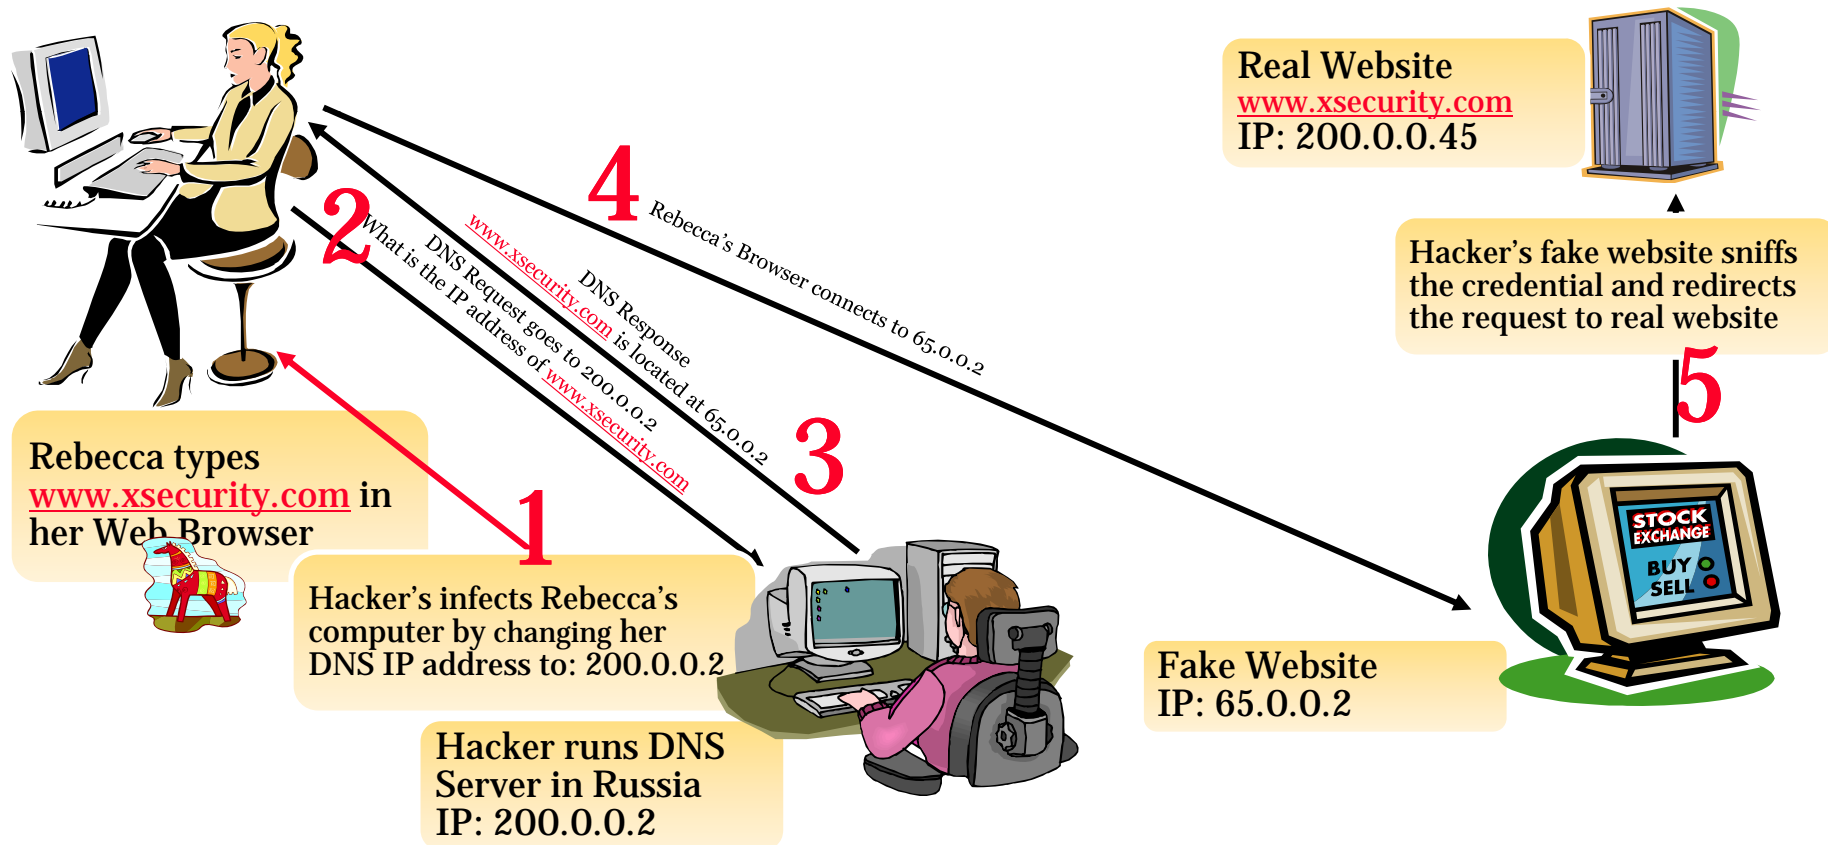 Real Website
www.xsecurity.com
IP: 200.0.0.45
4
Rebecca's Browser connects to 65.0.0.2
2
DNS Request goes to 200.0.0.2
What is the IP address of www.xsecurity.com
3
DNS Response
www.xsecurity.com is located at 65.0.0.2
Hacker's fake website sniffs
the credential and redirects
the request to real website
5
Rebecca types
www.xsecurity.com in
her Web Browser
1
Hacker's infects Rebecca's
computer by changing her
DNS IP address to: 200.0.0.2
Hacker runs DNS
Server in Russia
IP: 200.0.0.2
Fake Website
IP: 65.0.0.2
STOCK
EXCHANGE
BUY
SELL